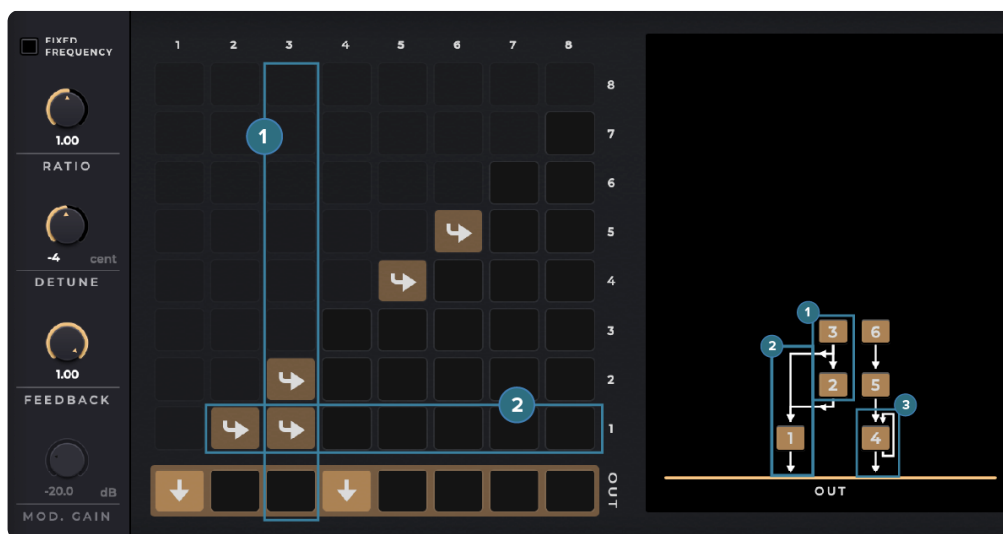 FIXED
FREQUENCY
1.00
RATIO
-4 cent
DETUNE
1.00
FEEDBACK
-20.0 dB
MOD. GAIN
1 2 3 4 5 6 7 8
8
7
6
5
4
3
2
1
1
2
OUT
1
2
3
3 6
2 5
1 4
OUT